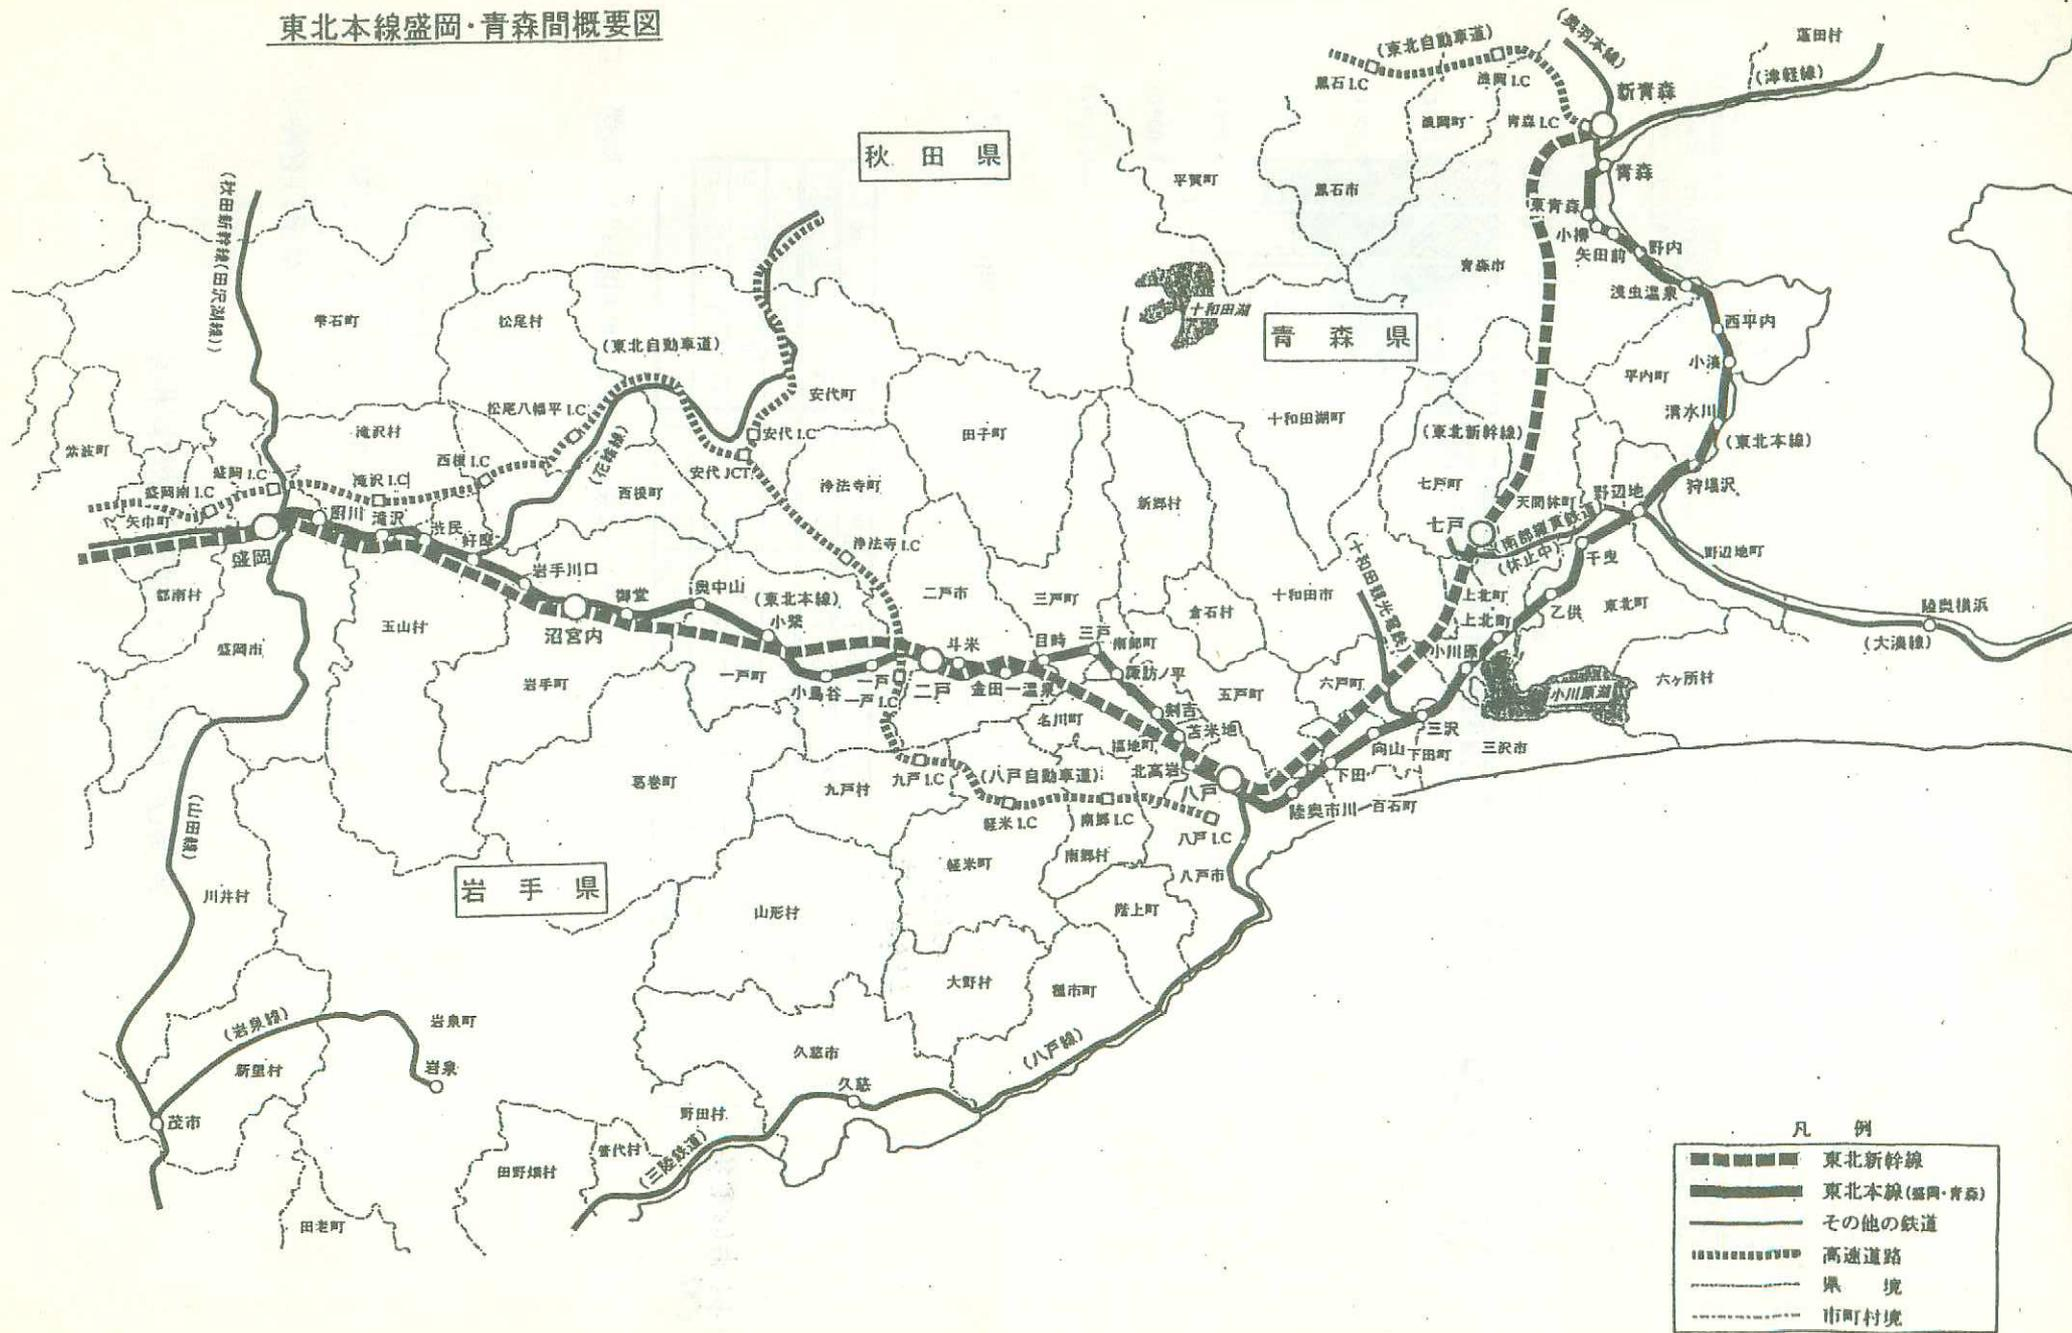 東北本線盛岡・青森間概要図
(奥羽本線)
(東北自動車道)
蓬田村
(津軽線)
黒石I.C
浪岡I.C
新青森
浪岡町
青森I.C
秋田県
青森
平賀町
黒石市
東青森
小柳
矢田前
野内
青森市
浅虫温泉
(秋田新幹線(田沢湖線))
十和田湖
青森県
雫石町
松尾村
西平内
(東北自動車道)
小湊
平内町
安代町
松尾八幡平I.C
清水川
十和田湖町
滝沢村
安代I.C
田子町
(東北新幹線)
(東北本線)
紫波町
西根I.C
(花輪線)
盛岡I.C
滝沢I.C
安代JCT
浄法寺町
新郷村
七戸町
狩場沢
盛岡南I.C
西根町
天間林町
野辺地
矢巾町
厨川
滝沢
渋民
好摩
七戸
(南部縦貫鉄道)
(休止中)
盛岡
浄法寺I.C
千曳
野辺地町
岩手川口
(十和田観光電鉄)
都南村
奥中山
(東北本線)
二戸市
三戸町
倉石村
十和田市
上北町
乙供
東北町
陸奥横浜
玉山村
沼宮内
御堂
小繋
上北町
(大湊線)
盛岡市
斗米
目時
三戸
南部町
小川原
岩手町
一戸町
小鳥谷
一戸
一戸I.C
二戸
金田一温泉
諏訪ノ平
五戸町
六戸町
小川原湖
六ヶ所村
名川町
剣吉
苫米地
三沢
福地町
向山
下田町
三沢市
葛巻町
九戸村
九戸I.C
(八戸自動車道)
北高岩
八戸
下田
陸奥市川
百石町
(山田線)
軽米I.C
南郷I.C
八戸I.C
軽米町
南郷村
八戸市
岩手県
川井村
山形村
階上町
大野村
種市町
(岩泉線)
岩泉町
久慈市
(八戸線)
新里村
岩泉
久慈
茂市
野田村
普代村
(三陸鉄道)
田野畑村
田老町
凡例
東北新幹線
東北本線(盛岡・青森)
その他の鉄道
高速道路
県境
市町村境